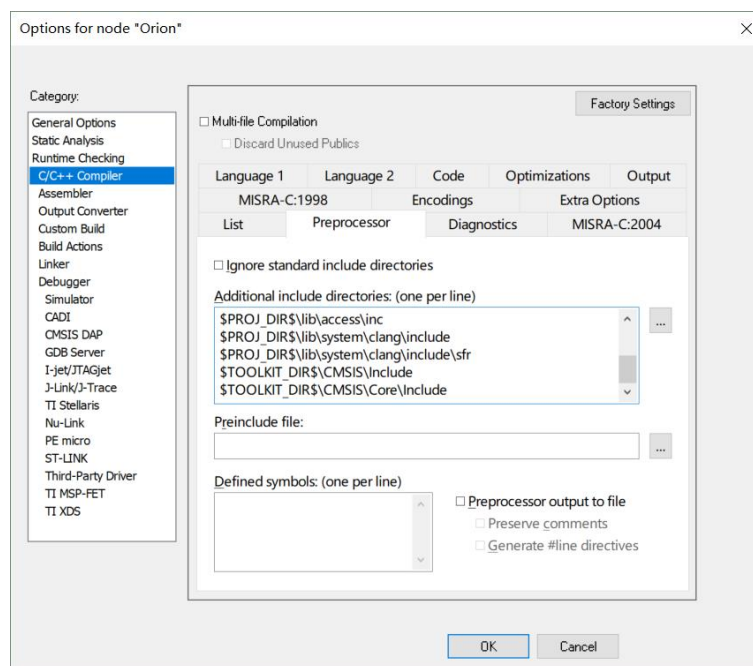 Options for node "Orion"
Category:
General Options
Static Analysis
Runtime Checking
C/C++ Compiler
Assembler
Output Converter
Custom Build
Build Actions
Linker
Debugger
Simulator
CADI
CMSIS DAP
GDB Server
I-jet/JTAGjet
J-Link/J-Trace
TI Stellaris
Nu-Link
PE micro
ST-LINK
Third-Party Driver
TI MSP-FET
TI XDS
Factory Settings
Multi-file Compilation
Discard Unused Publics
Language 1 Language 2 Code Optimizations Output
MISRA-C:1998 Encodings Extra Options
List Preprocessor Diagnostics MISRA-C:2004
Ignore standard include directories
Additional include directories: (one per line)
$PROJ_DIR$\lib\access\inc
$PROJ_DIR$\lib\system\clang\include
$PROJ_DIR$\lib\system\clang\include\sfr
$TOOLKIT_DIR$\CMSIS\Include
$TOOLKIT_DIR$\CMSIS\Core\Include
...
Preinclude file:
...
Defined symbols: (one per line)
Preprocessor output to file
Preserve comments
Generate #line directives
OK Cancel